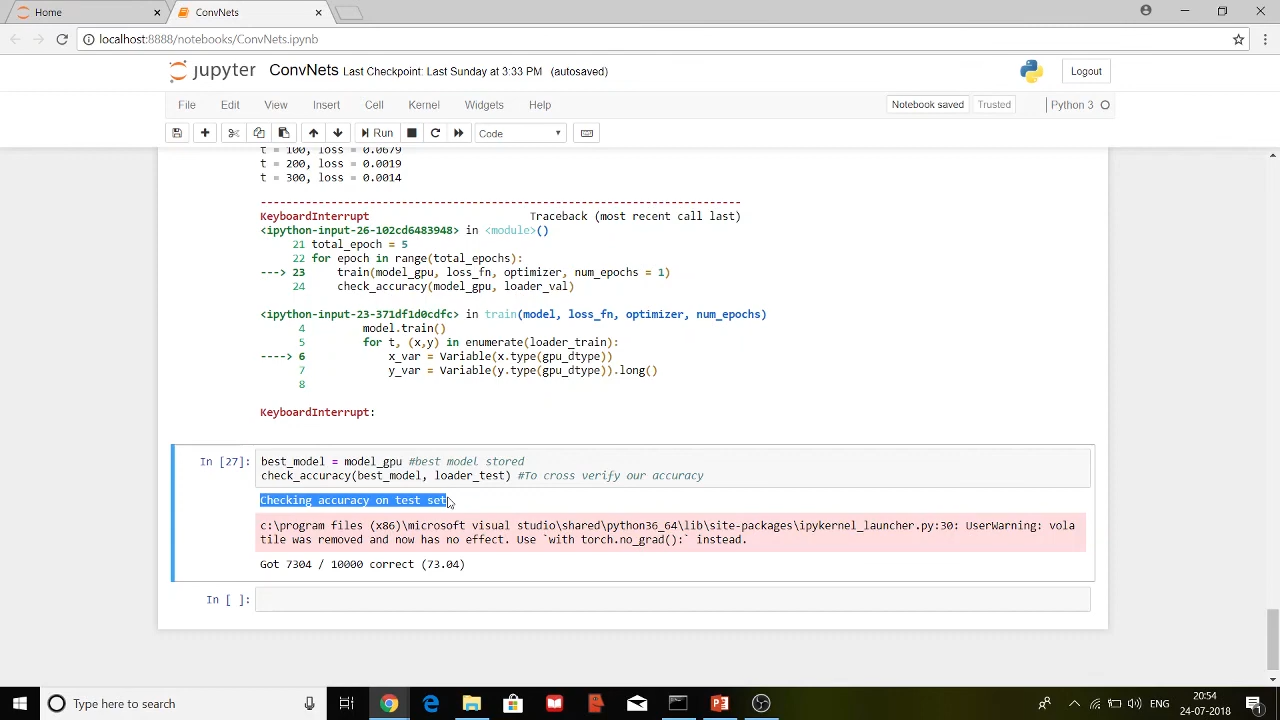 Home
ConvNets
localhost:8888/notebooks/ConvNets.ipynb
jupyter ConvNets Last Checkpoint: Last Sunday at 3:33 PM (autosaved)
Logout
File Edit View Insert Cell Kernel Widgets Help
Notebook saved Trusted Python 3
Run Code
t = 100, loss = 0.0679
t = 200, loss = 0.0019
t = 300, loss = 0.0014
---------------------------------------------------------------------------
KeyboardInterrupt Traceback (most recent call last)
<ipython-input-26-102cd6483948> in <module>()
21 total_epoch = 5
22 for epoch in range(total_epochs):
---> 23 train(model_gpu, loss_fn, optimizer, num_epochs = 1)
24 check_accuracy(model_gpu, loader_val)
<ipython-input-23-371df1d0cdfc> in train(model, loss_fn, optimizer, num_epochs)
4 model.train()
5 for t, (x,y) in enumerate(loader_train):
----> 6 x_var = Variable(x.type(gpu_dtype))
7 y_var = Variable(y.type(gpu_dtype)).long()
8
KeyboardInterrupt:
In [27]: best_model = model_gpu #best model stored
check_accuracy(best_model, loader_test) #To cross verify our accuracy
Checking accuracy on test set
c:\program files (x86)\microsoft visual studio\shared\python36_64\lib\site-packages\ipykernel_launcher.py:30: UserWarning: vola
tile was removed and now has no effect. Use `with torch.no_grad():` instead.
Got 7304 / 10000 correct (73.04)
In [ ]:
Type here to search
ENG
20:54
24-07-2018